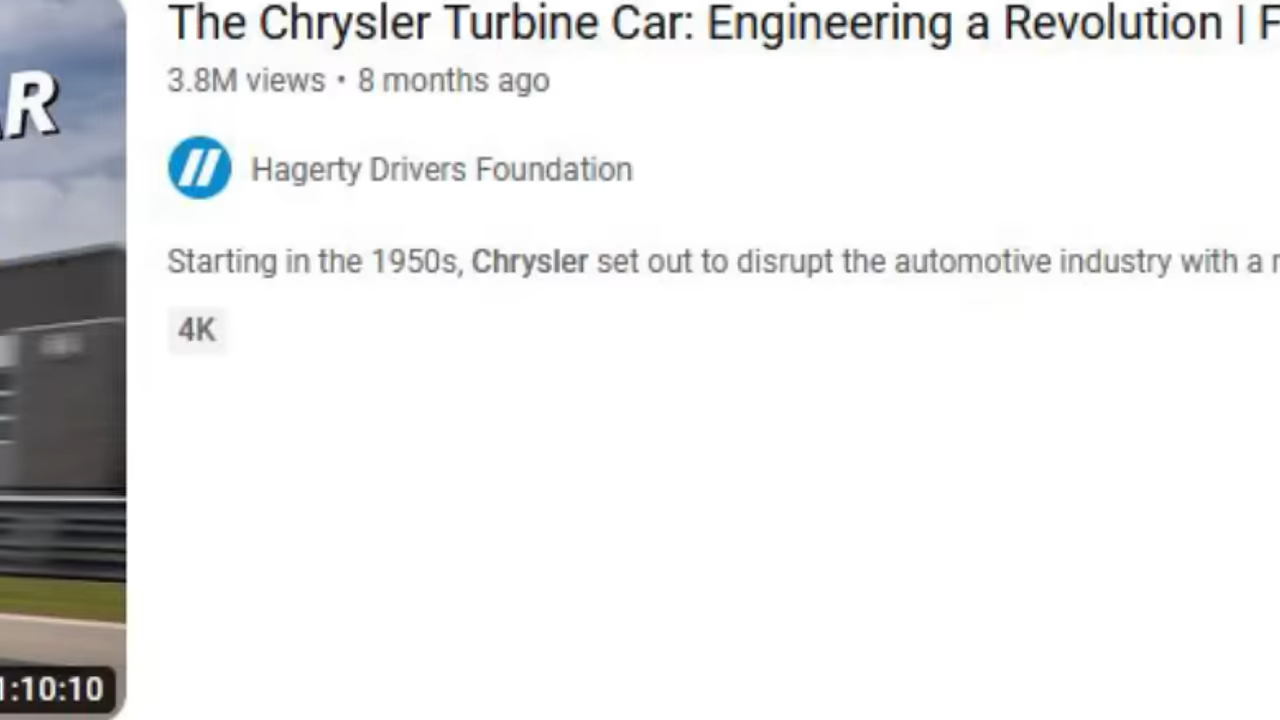 The Chrysler Turbine Car: Engineering a Revolution | F
3.8M views • 8 months ago
AR
Hagerty Drivers Foundation
Starting in the 1950s, Chrysler set out to disrupt the automotive industry with a r
4K
1:10:10